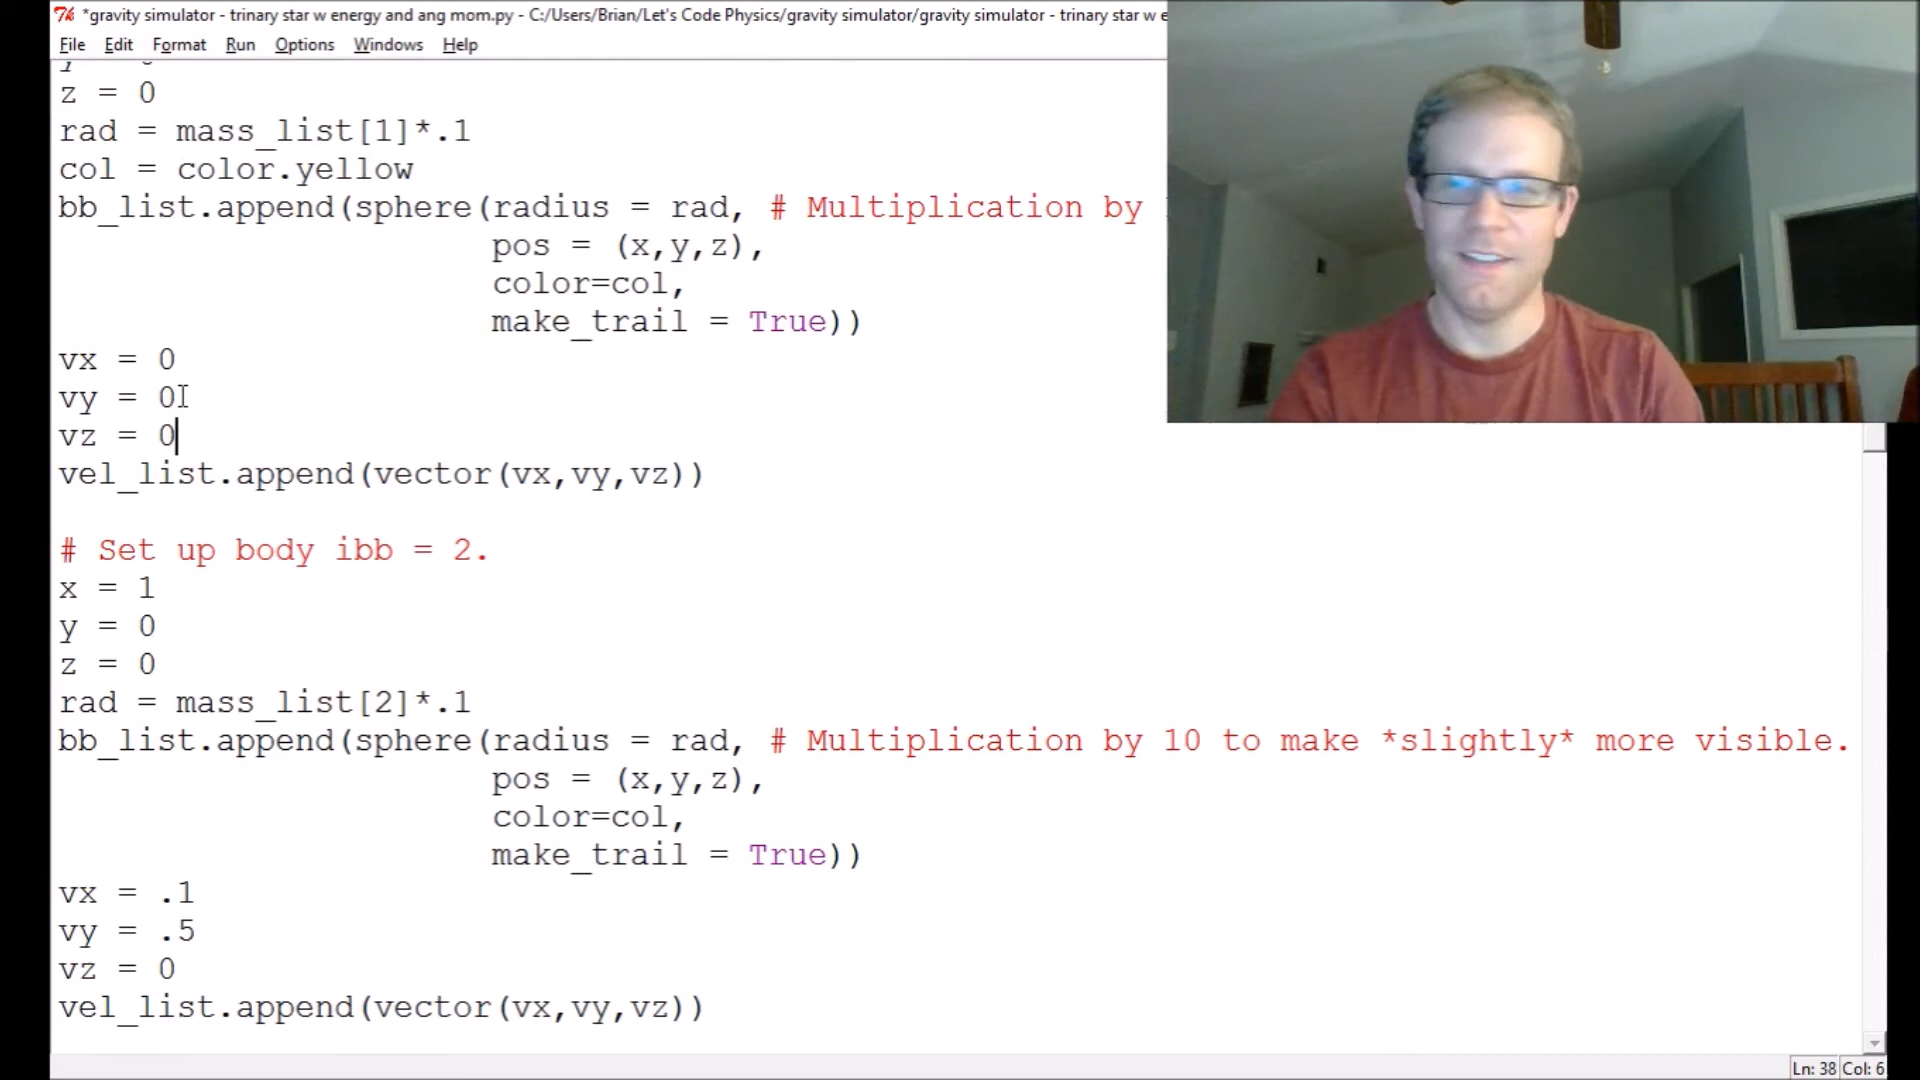 *gravity simulator - trinary star w energy and ang mom.py - C:/Users/Brian/Let's Code Physics/gravity simulator/gravity simulator - trinary star w e
File Edit Format Run Options Windows Help
z = 0
rad = mass_list[1]*.1
col = color.yellow
bb_list.append(sphere(radius = rad, # Multiplication by
pos = (x,y,z),
color=col,
make_trail = True))
vx = 0
vy = 0
vz = 0
vel_list.append(vector(vx,vy,vz))
# Set up body ibb = 2.
x = 1
y = 0
z = 0
rad = mass_list[2]*.1
bb_list.append(sphere(radius = rad, # Multiplication by 10 to make *slightly* more visible.
pos = (x,y,z),
color=col,
make_trail = True))
vx = .1
vy = .5
vz = 0
vel_list.append(vector(vx,vy,vz))
Ln: 38 Col: 6